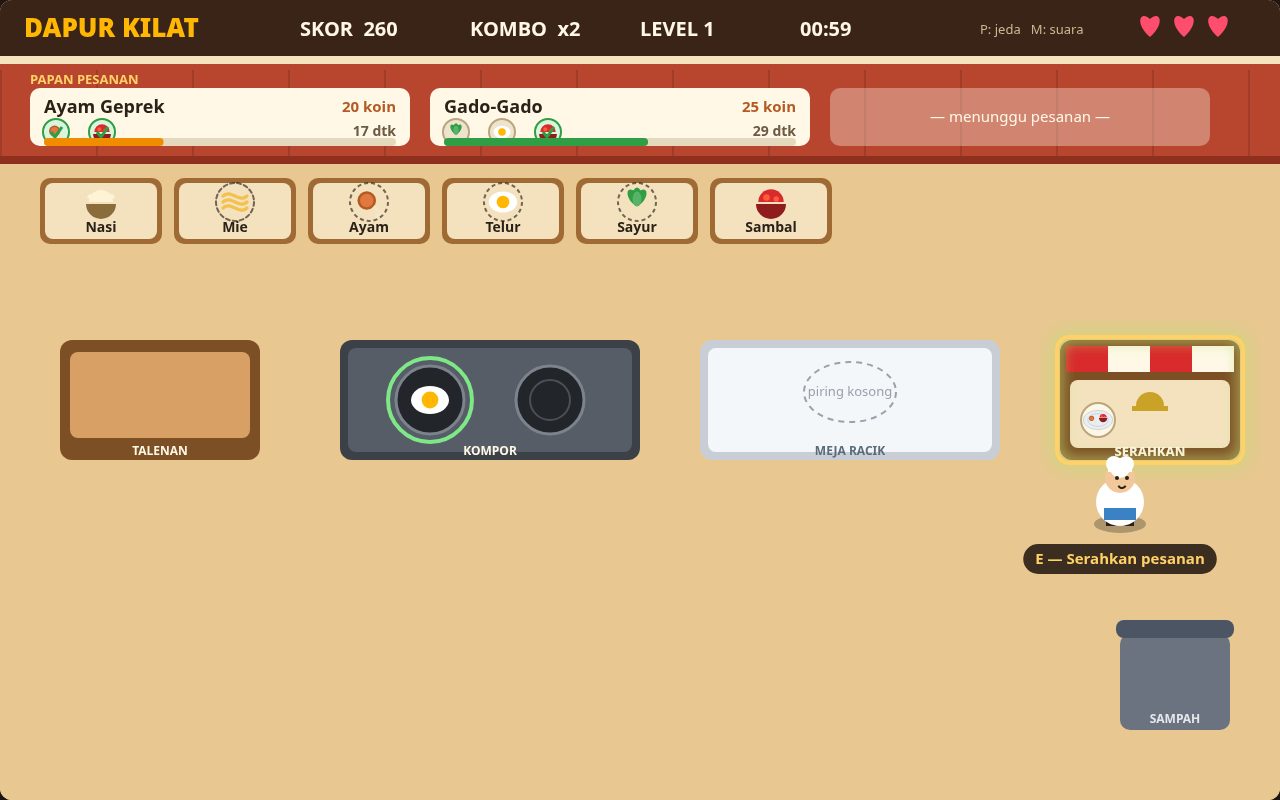 DAPUR KILAT
SKOR 260
KOMBO x2
LEVEL 1
00:59
P: jeda M: suara
PAPAN PESANAN
Ayam Geprek
20 koin
17 dtk
Gado-Gado
25 koin
29 dtk
— menunggu pesanan —
Nasi
Mie
Ayam
Telur
Sayur
Sambal
TALENAN
KOMPOR
piring kosong
MEJA RACIK
SERAHKAN
E — Serahkan pesanan
SAMPAH